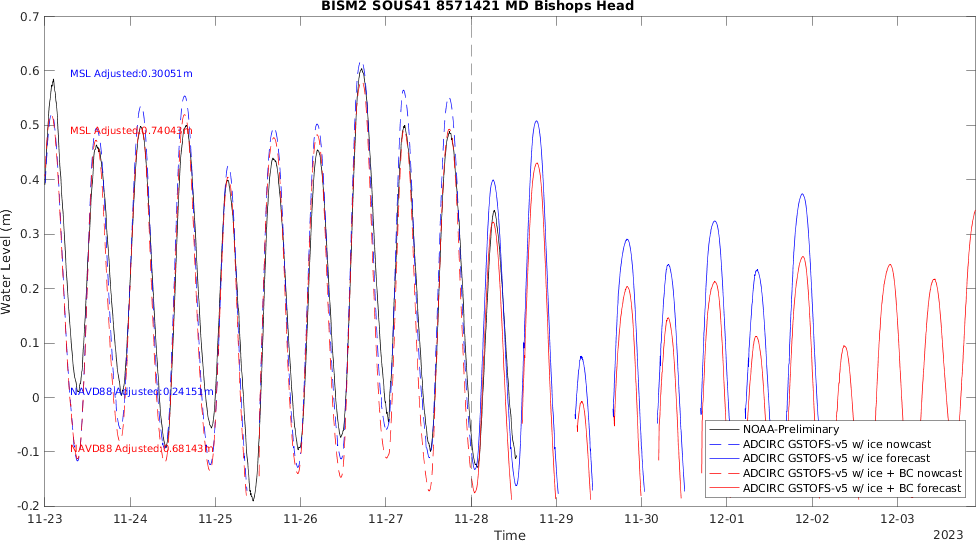 BISM2 SOUS41 8571421 MD Bishops Head
0.7
0.6
0.5
0.4
0.3
0.2
0.1
0
-0.1
-0.2
Water Level (m)
MSL Adjusted:0.30051m
MSL Adjusted:0.74043m
NAVD88 Adjusted:0.24151m
NAVD88 Adjusted:0.68143m
NOAA-Preliminary
ADCIRC GSTOFS-v5 w/ ice nowcast
ADCIRC GSTOFS-v5 w/ ice forecast
ADCIRC GSTOFS-v5 w/ ice + BC nowcast
ADCIRC GSTOFS-v5 w/ ice + BC forecast
11-23 11-24 11-25 11-26 11-27 11-28 11-29 11-30 12-01 12-02 12-03
Time
2023